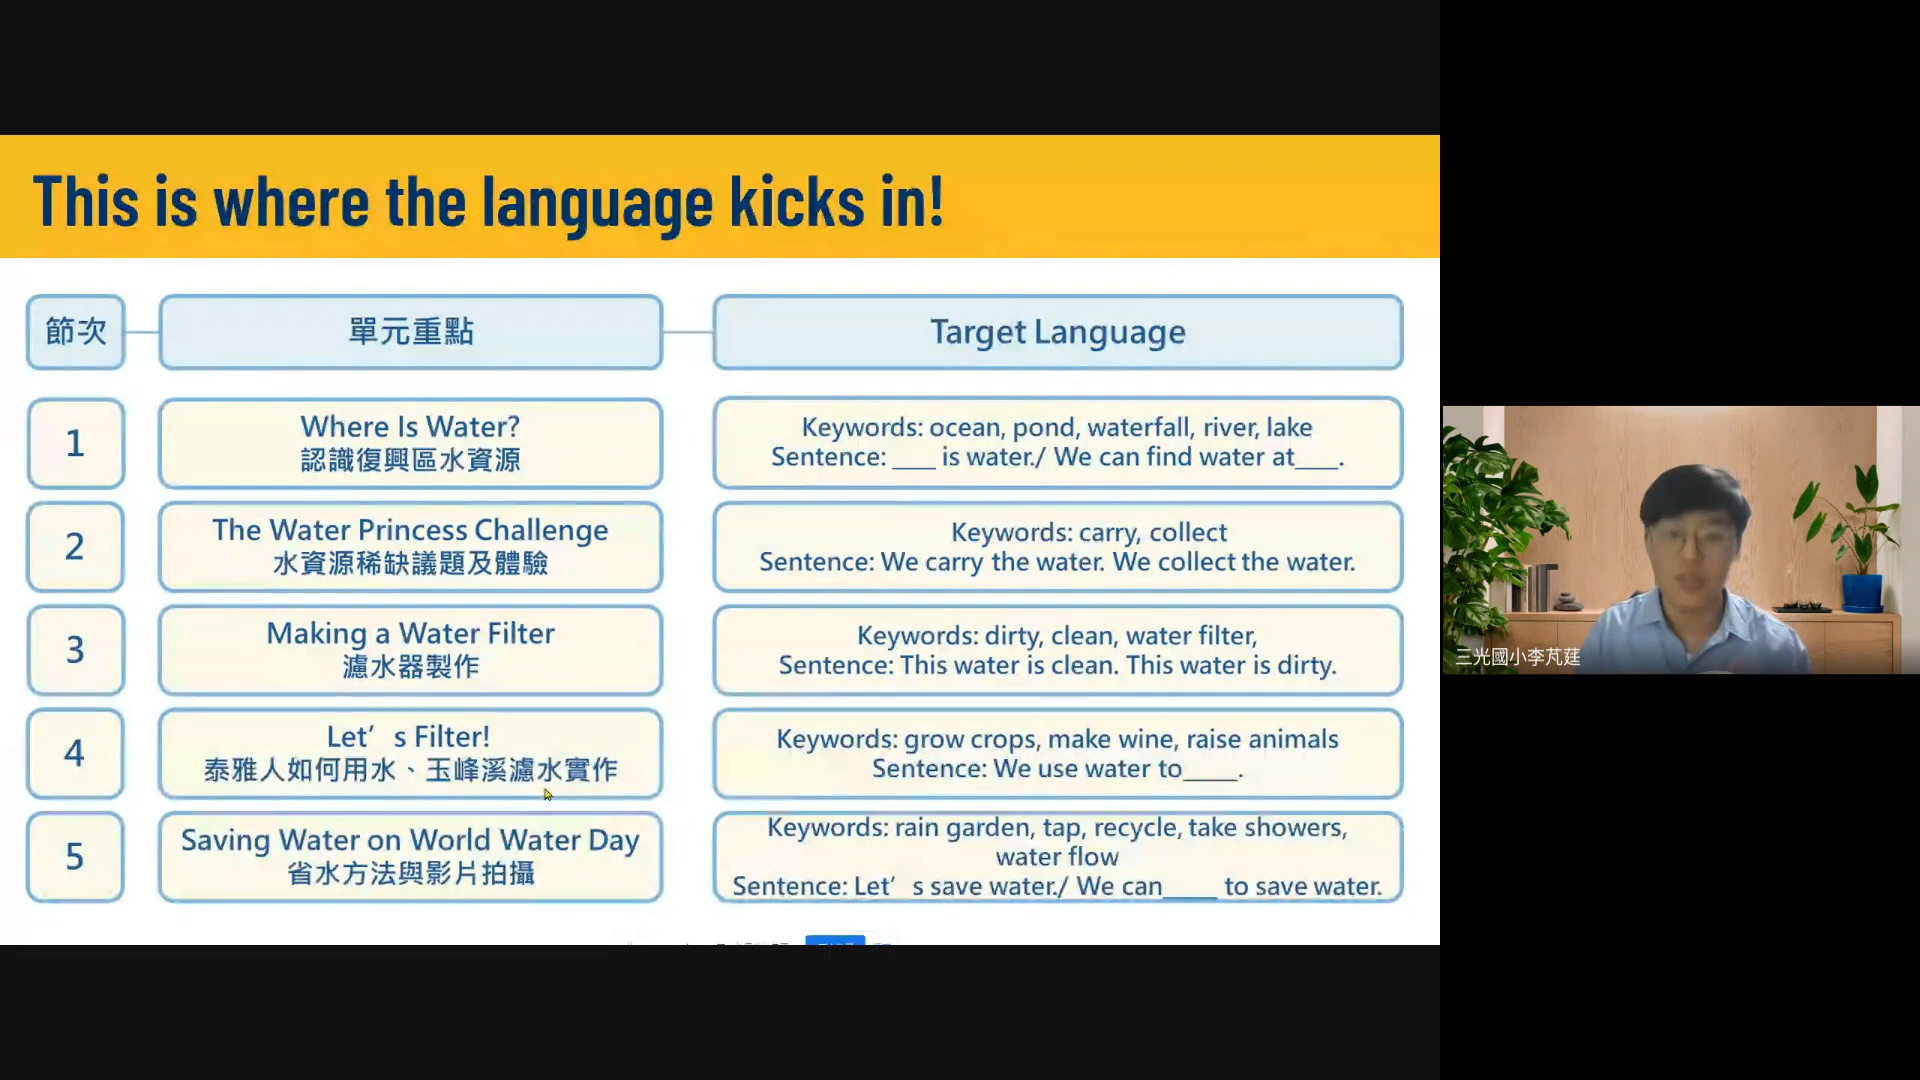 This is where the language kicks in!
節次
單元重點
Target Language
1
Where Is Water?
認識復興區水資源
Keywords: ocean, pond, waterfall, river, lake
Sentence: ___ is water./ We can find water at___.
2
The Water Princess Challenge
水資源稀缺議題及體驗
Keywords: carry, collect
Sentence: We carry the water. We collect the water.
3
Making a Water Filter
濾水器製作
Keywords: dirty, clean, water filter,
Sentence: This water is clean. This water is dirty.
4
Let's Filter!
泰雅人如何用水、玉峰溪濾水實作
Keywords: grow crops, make wine, raise animals
Sentence: We use water to____.
5
Saving Water on World Water Day
省水方法與影片拍攝
Keywords: rain garden, tap, recycle, take showers,
water flow
Sentence: Let's save water./ We can____ to save water.
三光國小李芃莛